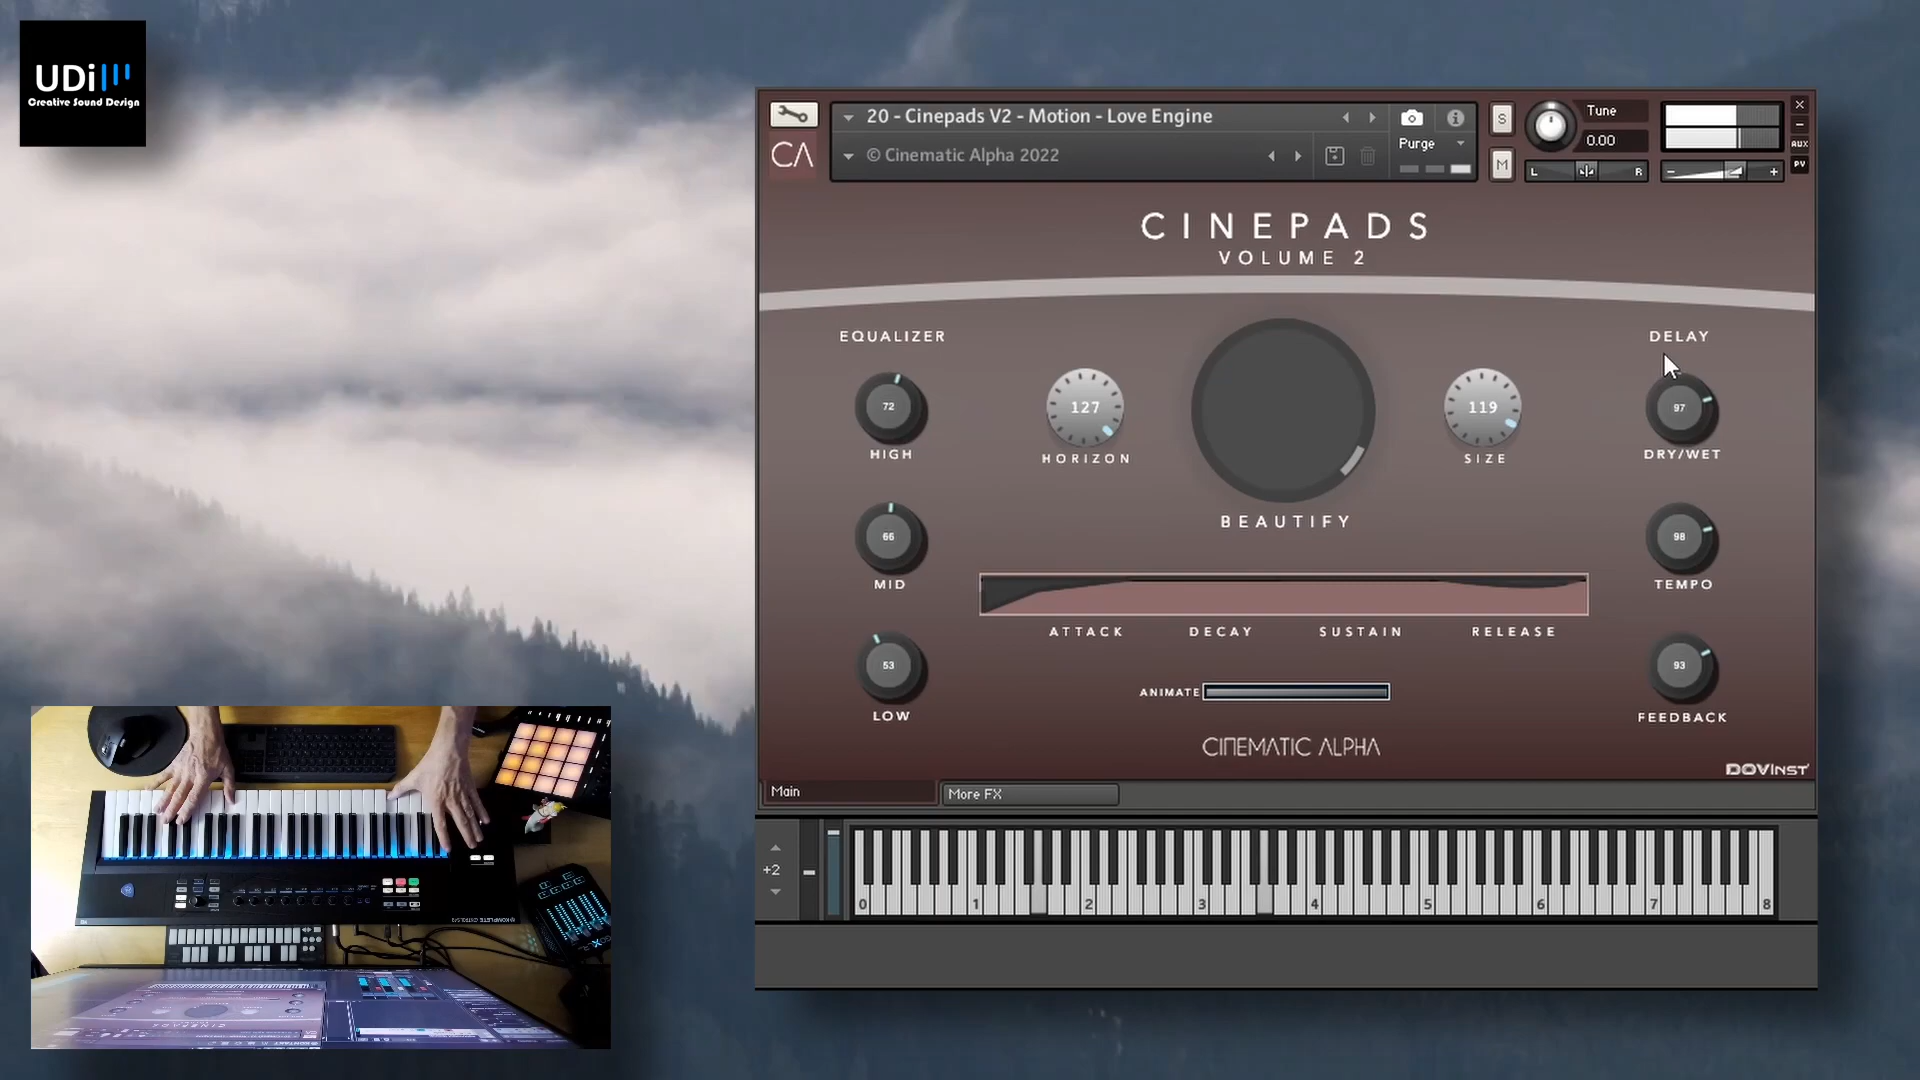 UDi
Creative Sound Design
20 - Cinepads V2 - Motion - Love Engine
© Cinematic Alpha 2022
CA
Purge
S
M
Tune
0.00
L R
- +
AUX
PV
CINEPADS
VOLUME 2
EQUALIZER
DELAY
72
HIGH
127
HORIZON
BEAUTIFY
119
SIZE
97
DRY/WET
66
MID
98
TEMPO
ATTACK DECAY SUSTAIN RELEASE
53
LOW
ANIMATE
93
FEEDBACK
CINEMATIC ALPHA
DOVINST
Main
More FX
+2
0 1 2 3 4 5 6 7 8